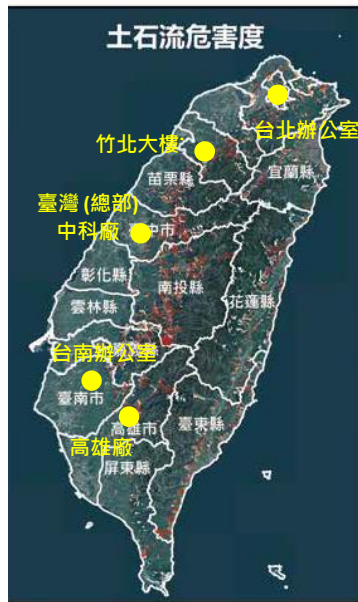 土石流危害度
台北辦公室
竹北大樓
宜蘭縣
苗栗縣
臺灣 (總部)
中科廠
中市
彰化縣
南投縣
花蓮縣
雲林縣
台南辦公室
臺南市
高雄市
臺東縣
高雄廠
屏東縣